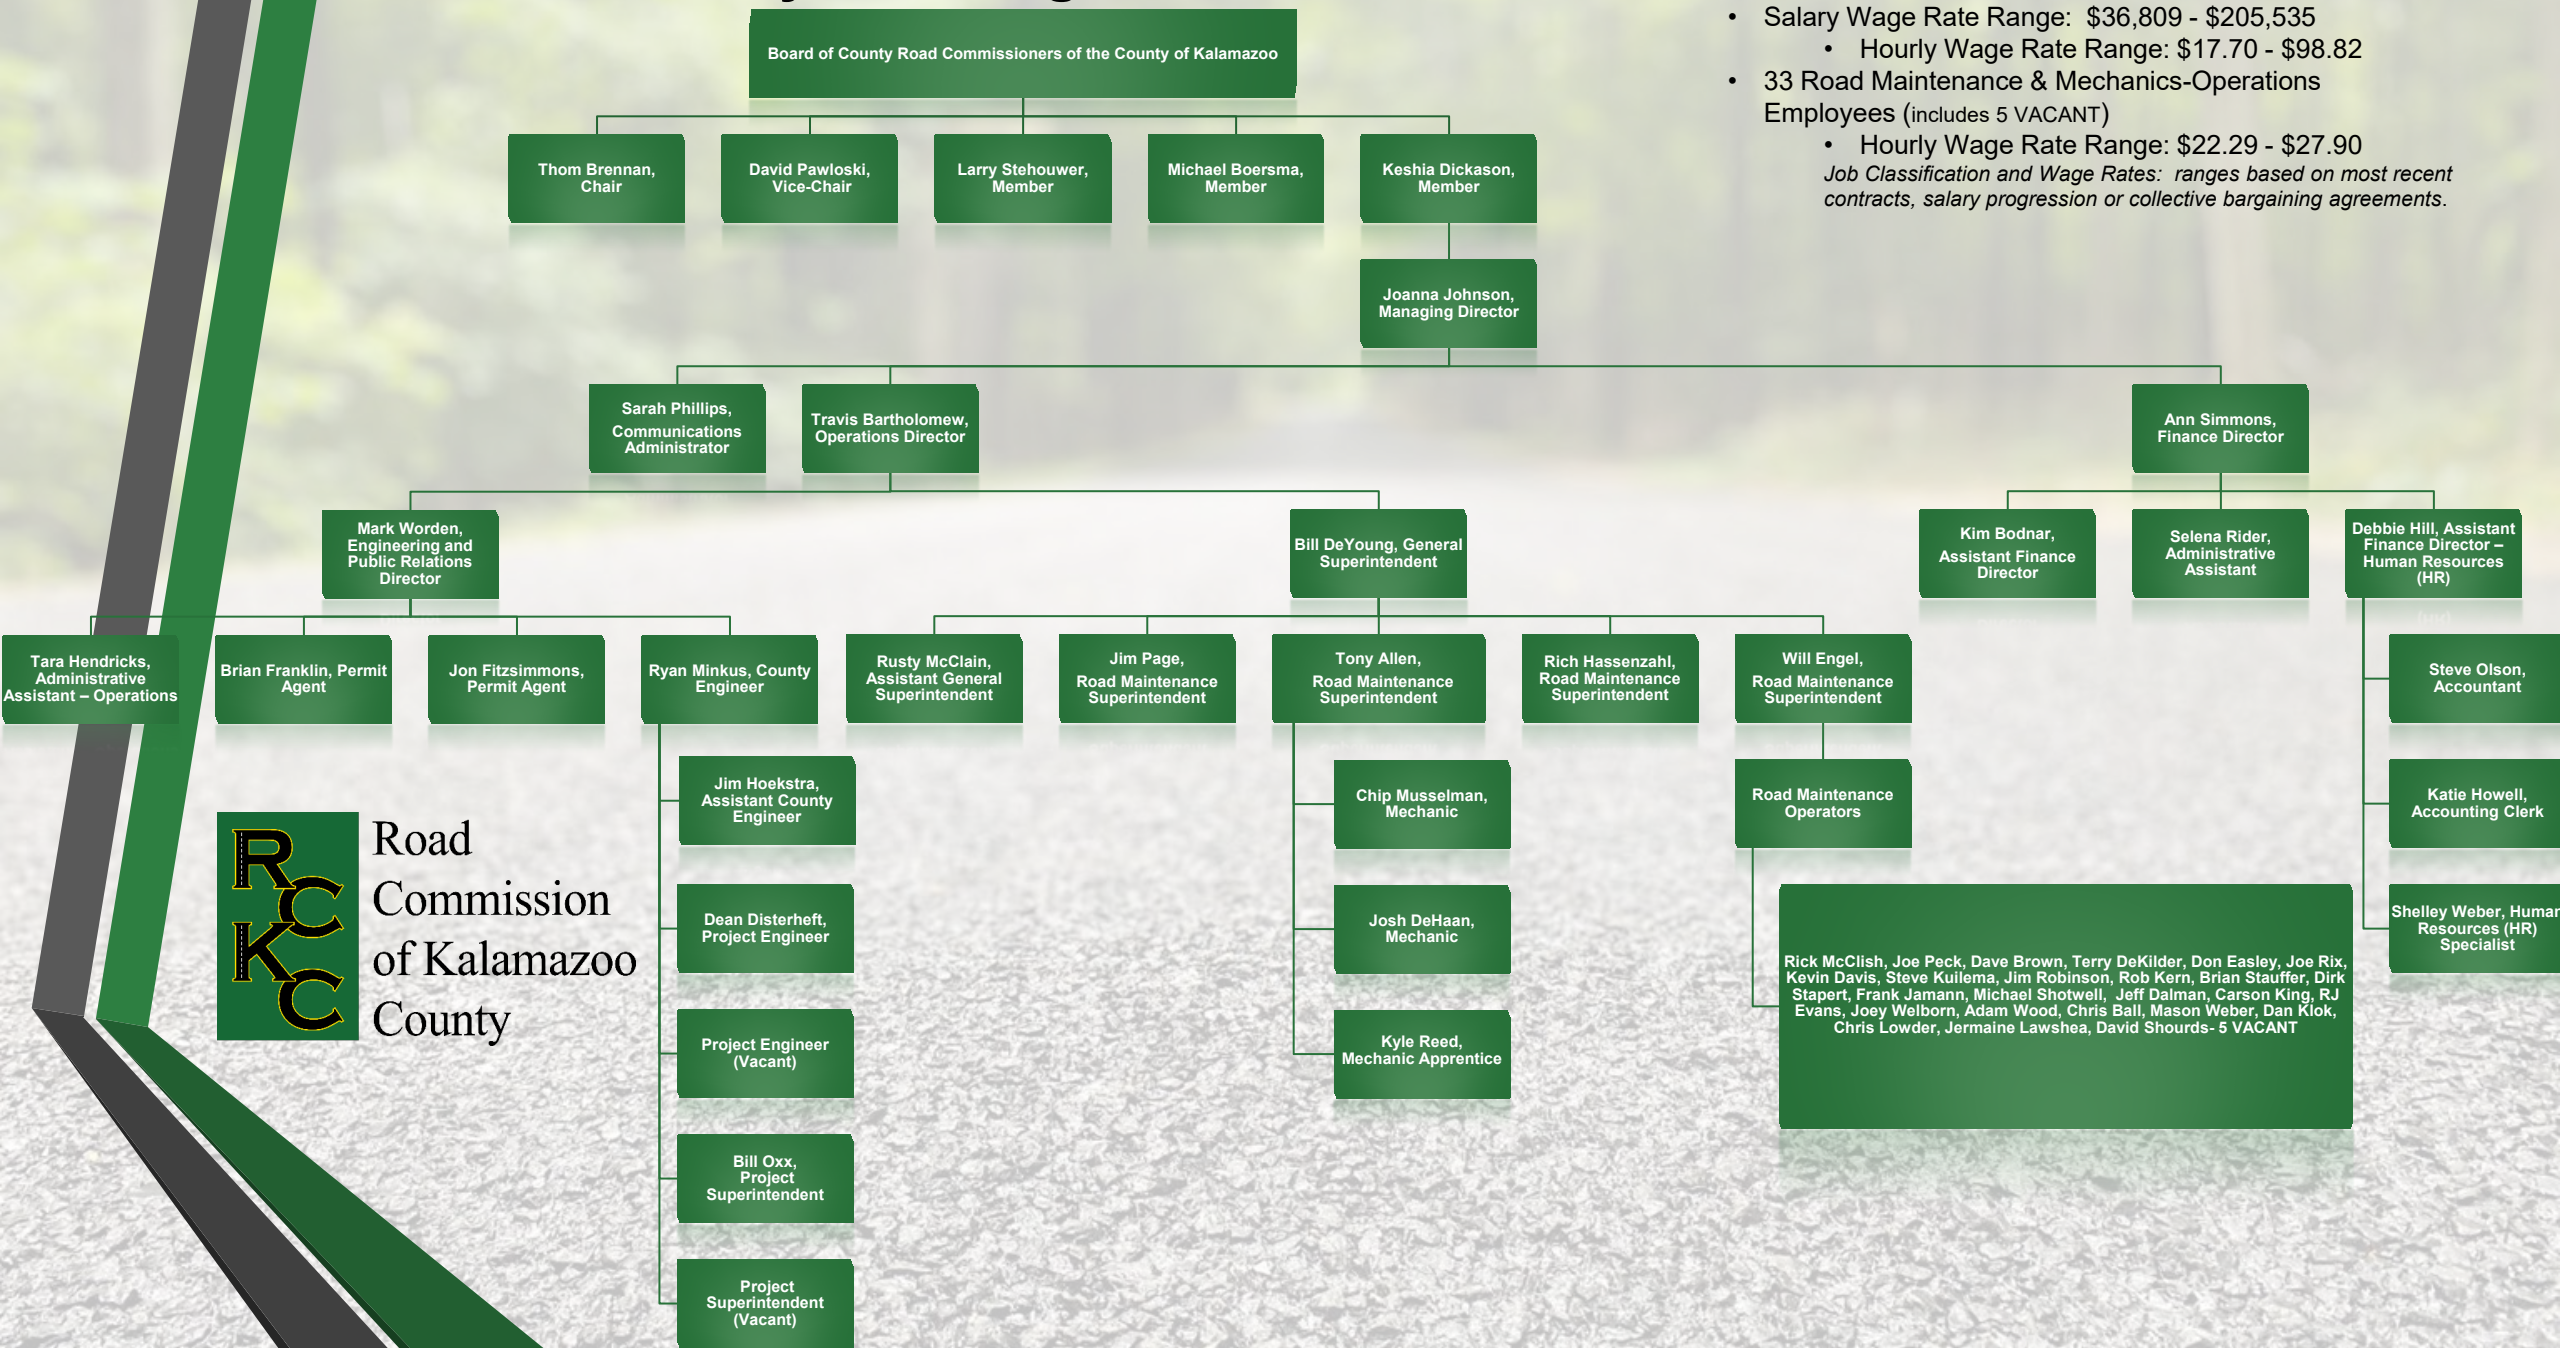 Salary Wage Rate Range: $36,809 - $205,535
Hourly Wage Rate Range: $17.70 - $98.82
33 Road Maintenance & Mechanics-Operations
Employees (includes 5 VACANT)
Hourly Wage Rate Range: $22.29 - $27.90
Job Classification and Wage Rates: ranges based on most recent
contracts, salary progression or collective bargaining agreements.
Board of County Road Commissioners of the County of Kalamazoo
Thom Brennan,
Chair
David Pawloski,
Vice-Chair
Larry Stehouwer,
Member
Michael Boersma,
Member
Keshia Dickason,
Member
Joanna Johnson,
Managing Director
Sarah Phillips,
Communications
Administrator
Travis Bartholomew,
Operations Director
Ann Simmons,
Finance Director
Mark Worden,
Engineering and
Public Relations
Director
Bill DeYoung, General
Superintendent
Kim Bodnar,
Assistant Finance
Director
Selena Rider,
Administrative
Assistant
Debbie Hill, Assistant
Finance Director –
Human Resources
(HR)
Tara Hendricks,
Administrative
Assistant – Operations
Brian Franklin, Permit
Agent
Jon Fitzsimmons,
Permit Agent
Ryan Minkus, County
Engineer
Rusty McClain,
Assistant General
Superintendent
Jim Page,
Road Maintenance
Superintendent
Tony Allen,
Road Maintenance
Superintendent
Rich Hassenzahl,
Road Maintenance
Superintendent
Will Engel,
Road Maintenance
Superintendent
Steve Olson,
Accountant
Jim Hoekstra,
Assistant County
Engineer
Chip Musselman,
Mechanic
Road Maintenance
Operators
Katie Howell,
Accounting Clerk
Dean Disterheft,
Project Engineer
Josh DeHaan,
Mechanic
Rick McClish, Joe Peck, Dave Brown, Terry DeKilder, Don Easley, Joe Rix,
Kevin Davis, Steve Kuilema, Jim Robinson, Rob Kern, Brian Stauffer, Dirk
Stapert, Frank Jamann, Michael Shotwell, Jeff Dalman, Carson King, RJ
Evans, Joey Welborn, Adam Wood, Chris Ball, Mason Weber, Dan Klok,
Chris Lowder, Jermaine Lawshea, David Shourds- 5 VACANT
Shelley Weber, Human
Resources (HR)
Specialist
Project Engineer
(Vacant)
Kyle Reed,
Mechanic Apprentice
Bill Oxx,
Project
Superintendent
Project
Superintendent
(Vacant)
RCKC
Road
Commission
of Kalamazoo
County